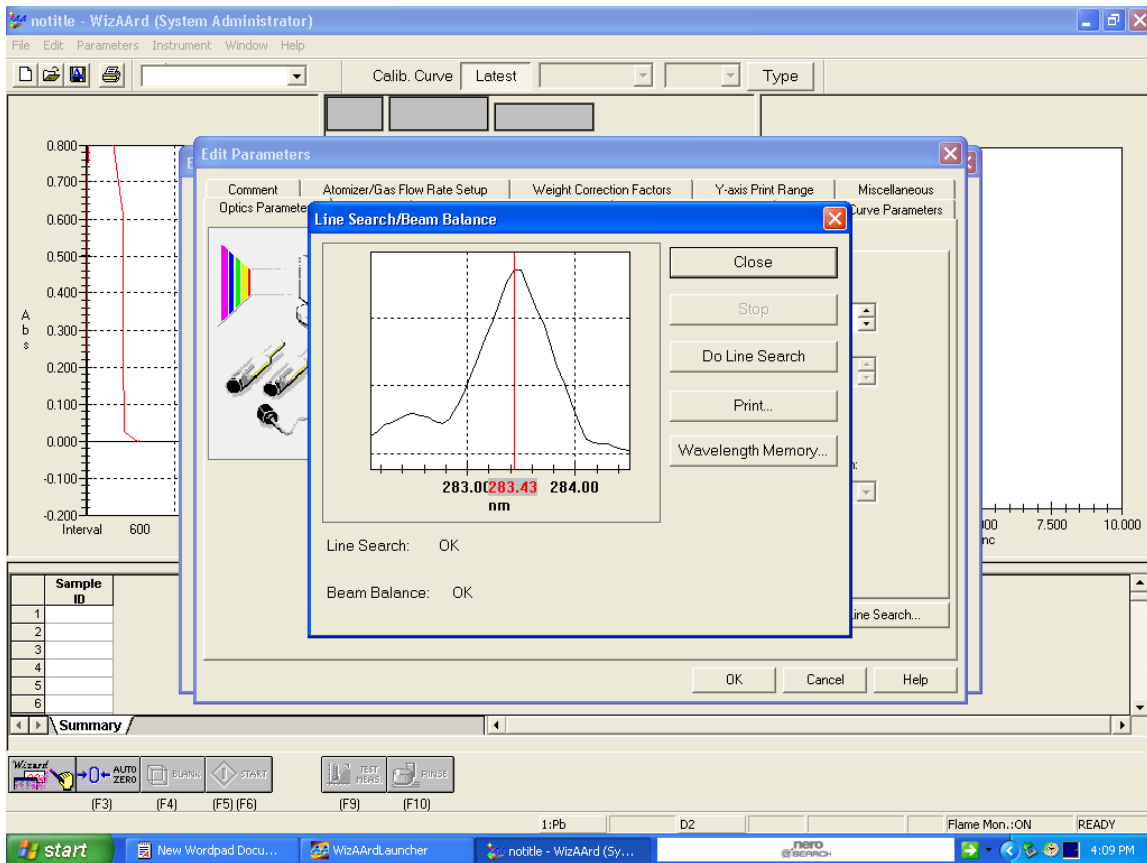 notitle - WizAArd (System Administrator)
File Edit Parameters Instrument Window Help
Calib. Curve Latest Type
Edit Parameters
Comment Atomizer/Gas Flow Rate Setup Weight Correction Factors Y-axis Print Range Miscellaneous
Optics Paramete Curve Parameters
Line Search/Beam Balance
Close
Stop
Do Line Search
Print...
Wavelength Memory...
283.00 283.43 284.00
nm
Line Search: OK
Beam Balance: OK
0.800
0.700
0.600
0.500
0.400
0.300
0.200
0.100
0.000
-0.100
-0.200
Abs
Interval 600
7.500 10.000
ine Search...
OK Cancel Help
Sample
ID
1
2
3
4
5
6
Summary
Wizard AUTO ZERO BLANK START TEST MEAS. RINSE
(F3) (F4) (F5) (F6) (F9) (F10)
1:Pb D2 Flame Mon.:ON READY
start New Wordpad Docu... WizAArdLauncher notitle - WizAArd (Sy... nero SEARCH 4:09 PM